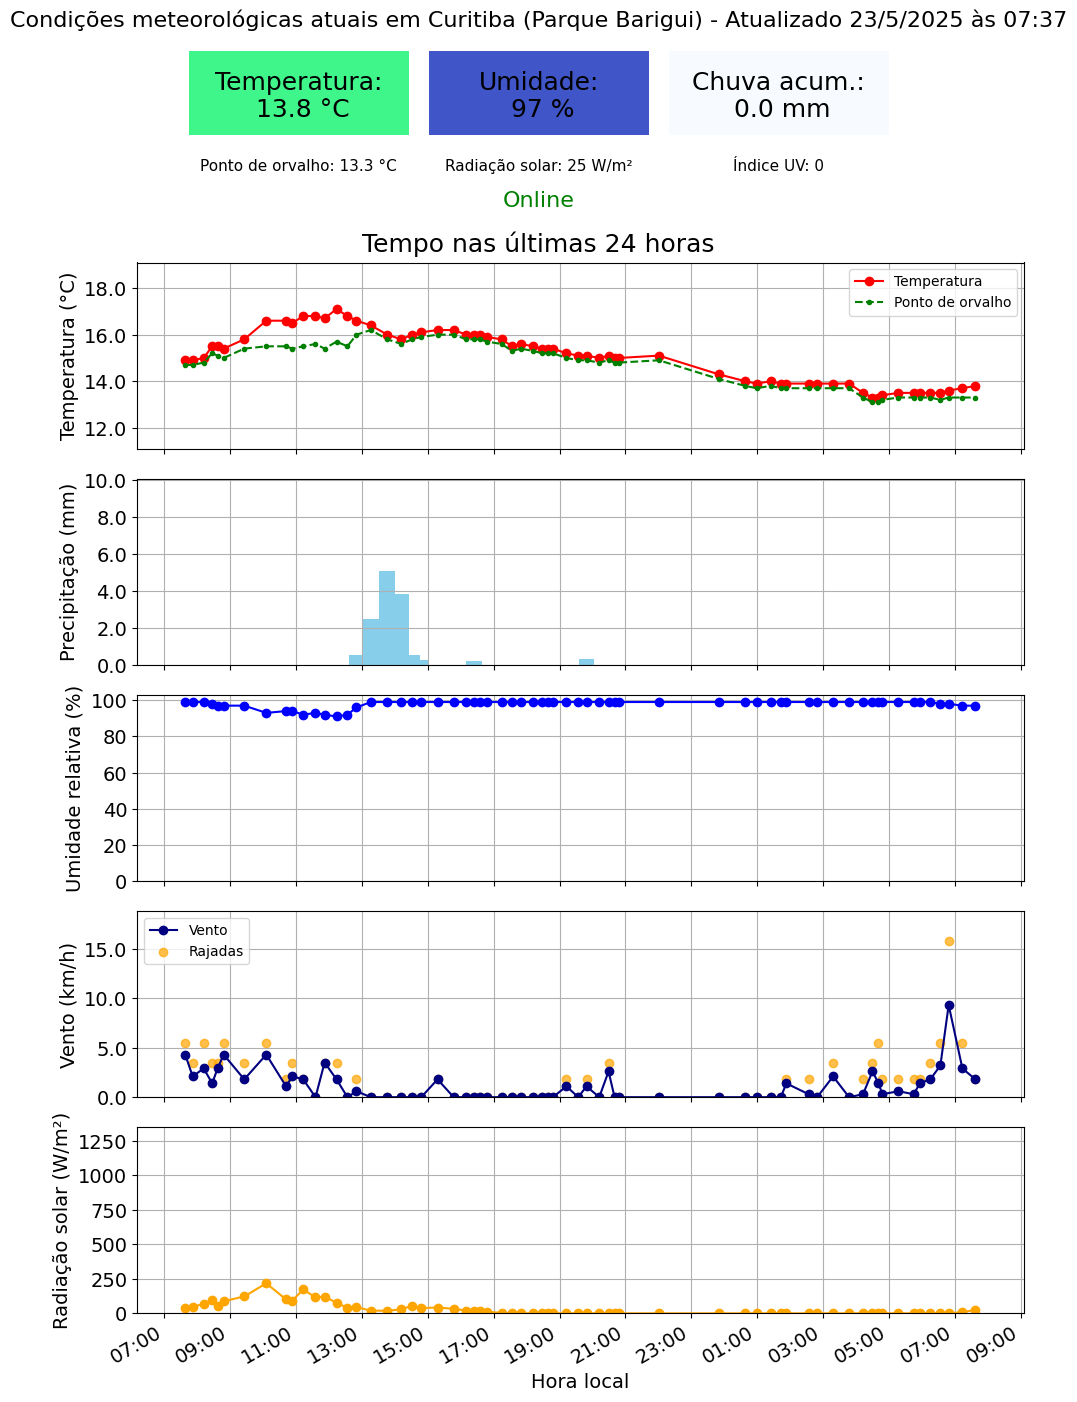 Condições meteorológicas atuais em Curitiba (Parque Barigui) - Atualizado 23/5/2025 às 07:37
Temperatura:
13.8 °C
Umidade:
97 %
Chuva acum.:
0.0 mm
Ponto de orvalho: 13.3 °C
Radiação solar: 25 W/m²
Índice UV: 0
Online
Tempo nas últimas 24 horas
Temperatura (°C)
18.0
16.0
14.0
12.0
Temperatura
Ponto de orvalho
Precipitação (mm)
10.0
8.0
6.0
4.0
2.0
0.0
Umidade relativa (%)
100
80
60
40
20
0
Vento (km/h)
15.0
10.0
5.0
0.0
Vento
Rajadas
Radiação solar (W/m²)
1250
1000
750
500
250
0
07:00
09:00
11:00
13:00
15:00
17:00
19:00
21:00
23:00
01:00
03:00
05:00
07:00
09:00
Hora local